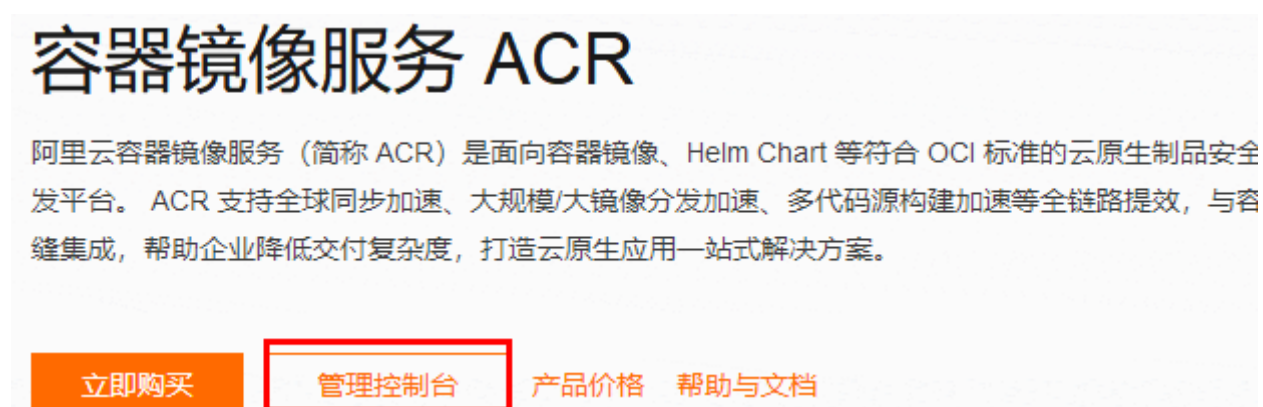 容器镜像服务 ACR
阿里云容器镜像服务（简称 ACR）是面向容器镜像、Helm Chart 等符合 OCI 标准的云原生制品安全
发平台。 ACR 支持全球同步加速、大规模/大镜像分发加速、多代码源构建加速等全链路提效，与容
缝集成，帮助企业降低交付复杂度，打造云原生应用一站式解决方案。
立即购买 管理控制台 产品价格 帮助与文档